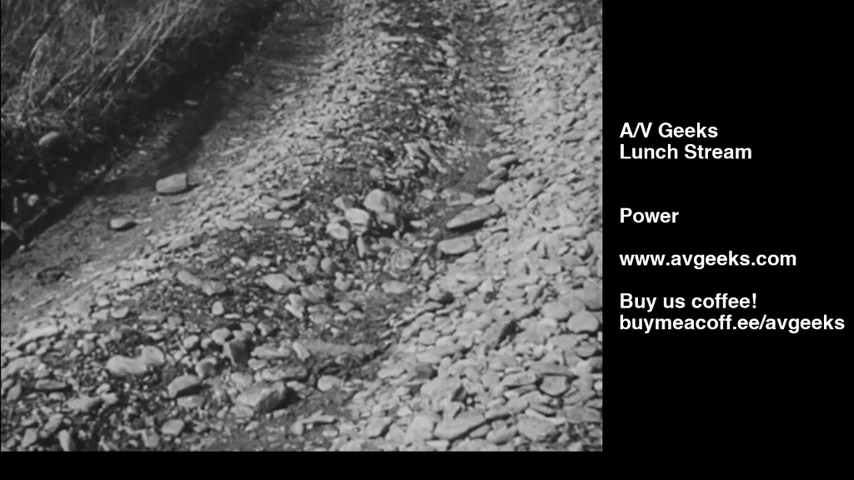 A/V Geeks
Lunch Stream
Power
www.avgeeks.com
Buy us coffee!
buymeacoff.ee/avgeeks